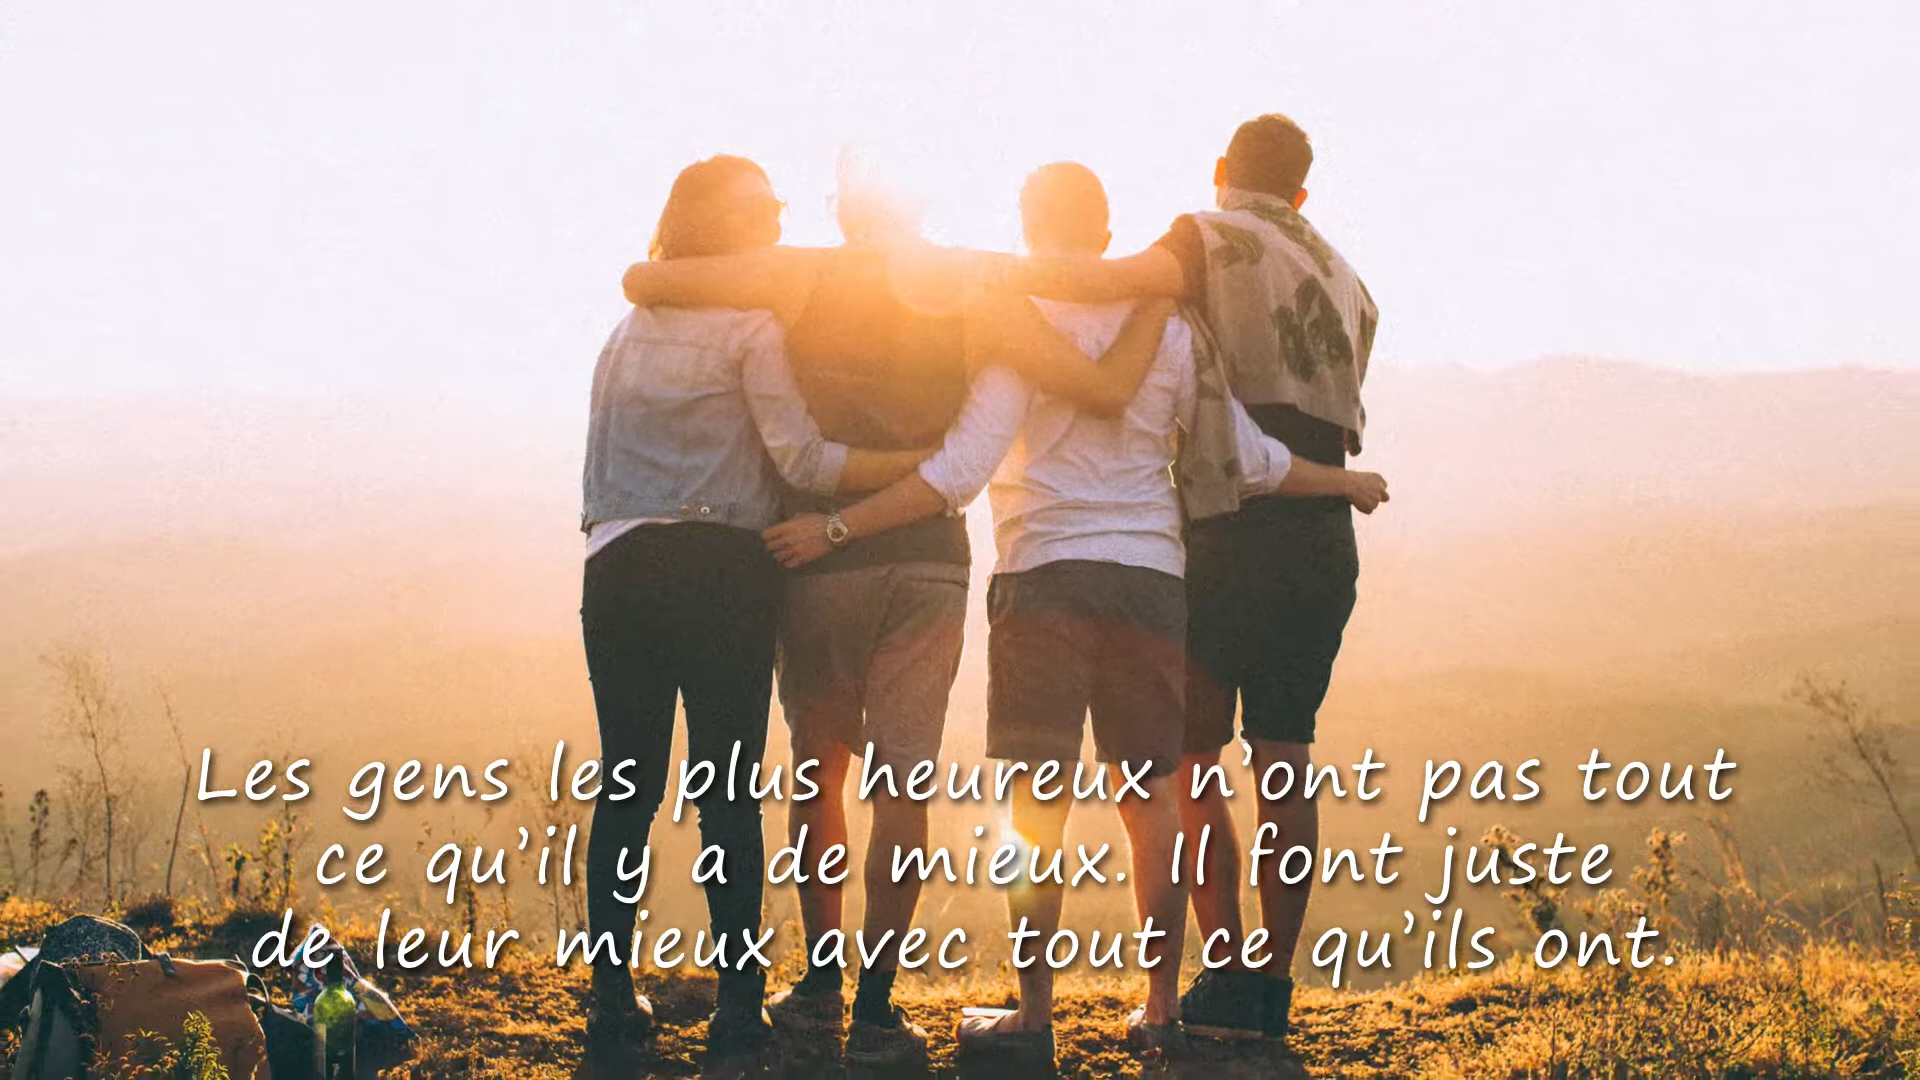 Les gens les plus heureux n’ont pas tout
ce qu’il y a de mieux. Il font juste
de leur mieux avec tout ce qu’ils ont.